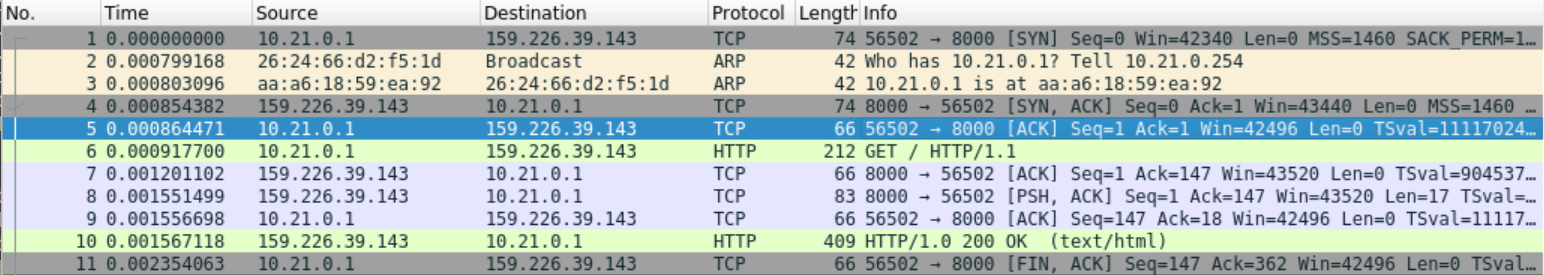 No. Time Source Destination Protocol Length Info
1 0.000000000 10.21.0.1 159.226.39.143 TCP 74 56502 → 8000 [SYN] Seq=0 Win=42340 Len=0 MSS=1460 SACK_PERM=1…
2 0.000799168 26:24:66:d2:f5:1d Broadcast ARP 42 Who has 10.21.0.1? Tell 10.21.0.254
3 0.000803096 aa:a6:18:59:ea:92 26:24:66:d2:f5:1d ARP 42 10.21.0.1 is at aa:a6:18:59:ea:92
4 0.000854382 159.226.39.143 10.21.0.1 TCP 74 8000 → 56502 [SYN, ACK] Seq=0 Ack=1 Win=43440 Len=0 MSS=1460 …
5 0.000864471 10.21.0.1 159.226.39.143 TCP 66 56502 → 8000 [ACK] Seq=1 Ack=1 Win=42496 Len=0 TSval=11117024…
6 0.000917700 10.21.0.1 159.226.39.143 HTTP 212 GET / HTTP/1.1
7 0.001201102 159.226.39.143 10.21.0.1 TCP 66 8000 → 56502 [ACK] Seq=1 Ack=147 Win=43520 Len=0 TSval=904537…
8 0.001551499 159.226.39.143 10.21.0.1 TCP 83 8000 → 56502 [PSH, ACK] Seq=1 Ack=147 Win=43520 Len=17 TSval=…
9 0.001556698 10.21.0.1 159.226.39.143 TCP 66 56502 → 8000 [ACK] Seq=147 Ack=18 Win=42496 Len=0 TSval=11117…
10 0.001567118 159.226.39.143 10.21.0.1 HTTP 409 HTTP/1.0 200 OK (text/html)
11 0.002354063 10.21.0.1 159.226.39.143 TCP 66 56502 → 8000 [FIN, ACK] Seq=147 Ack=362 Win=42496 Len=0 TSval…